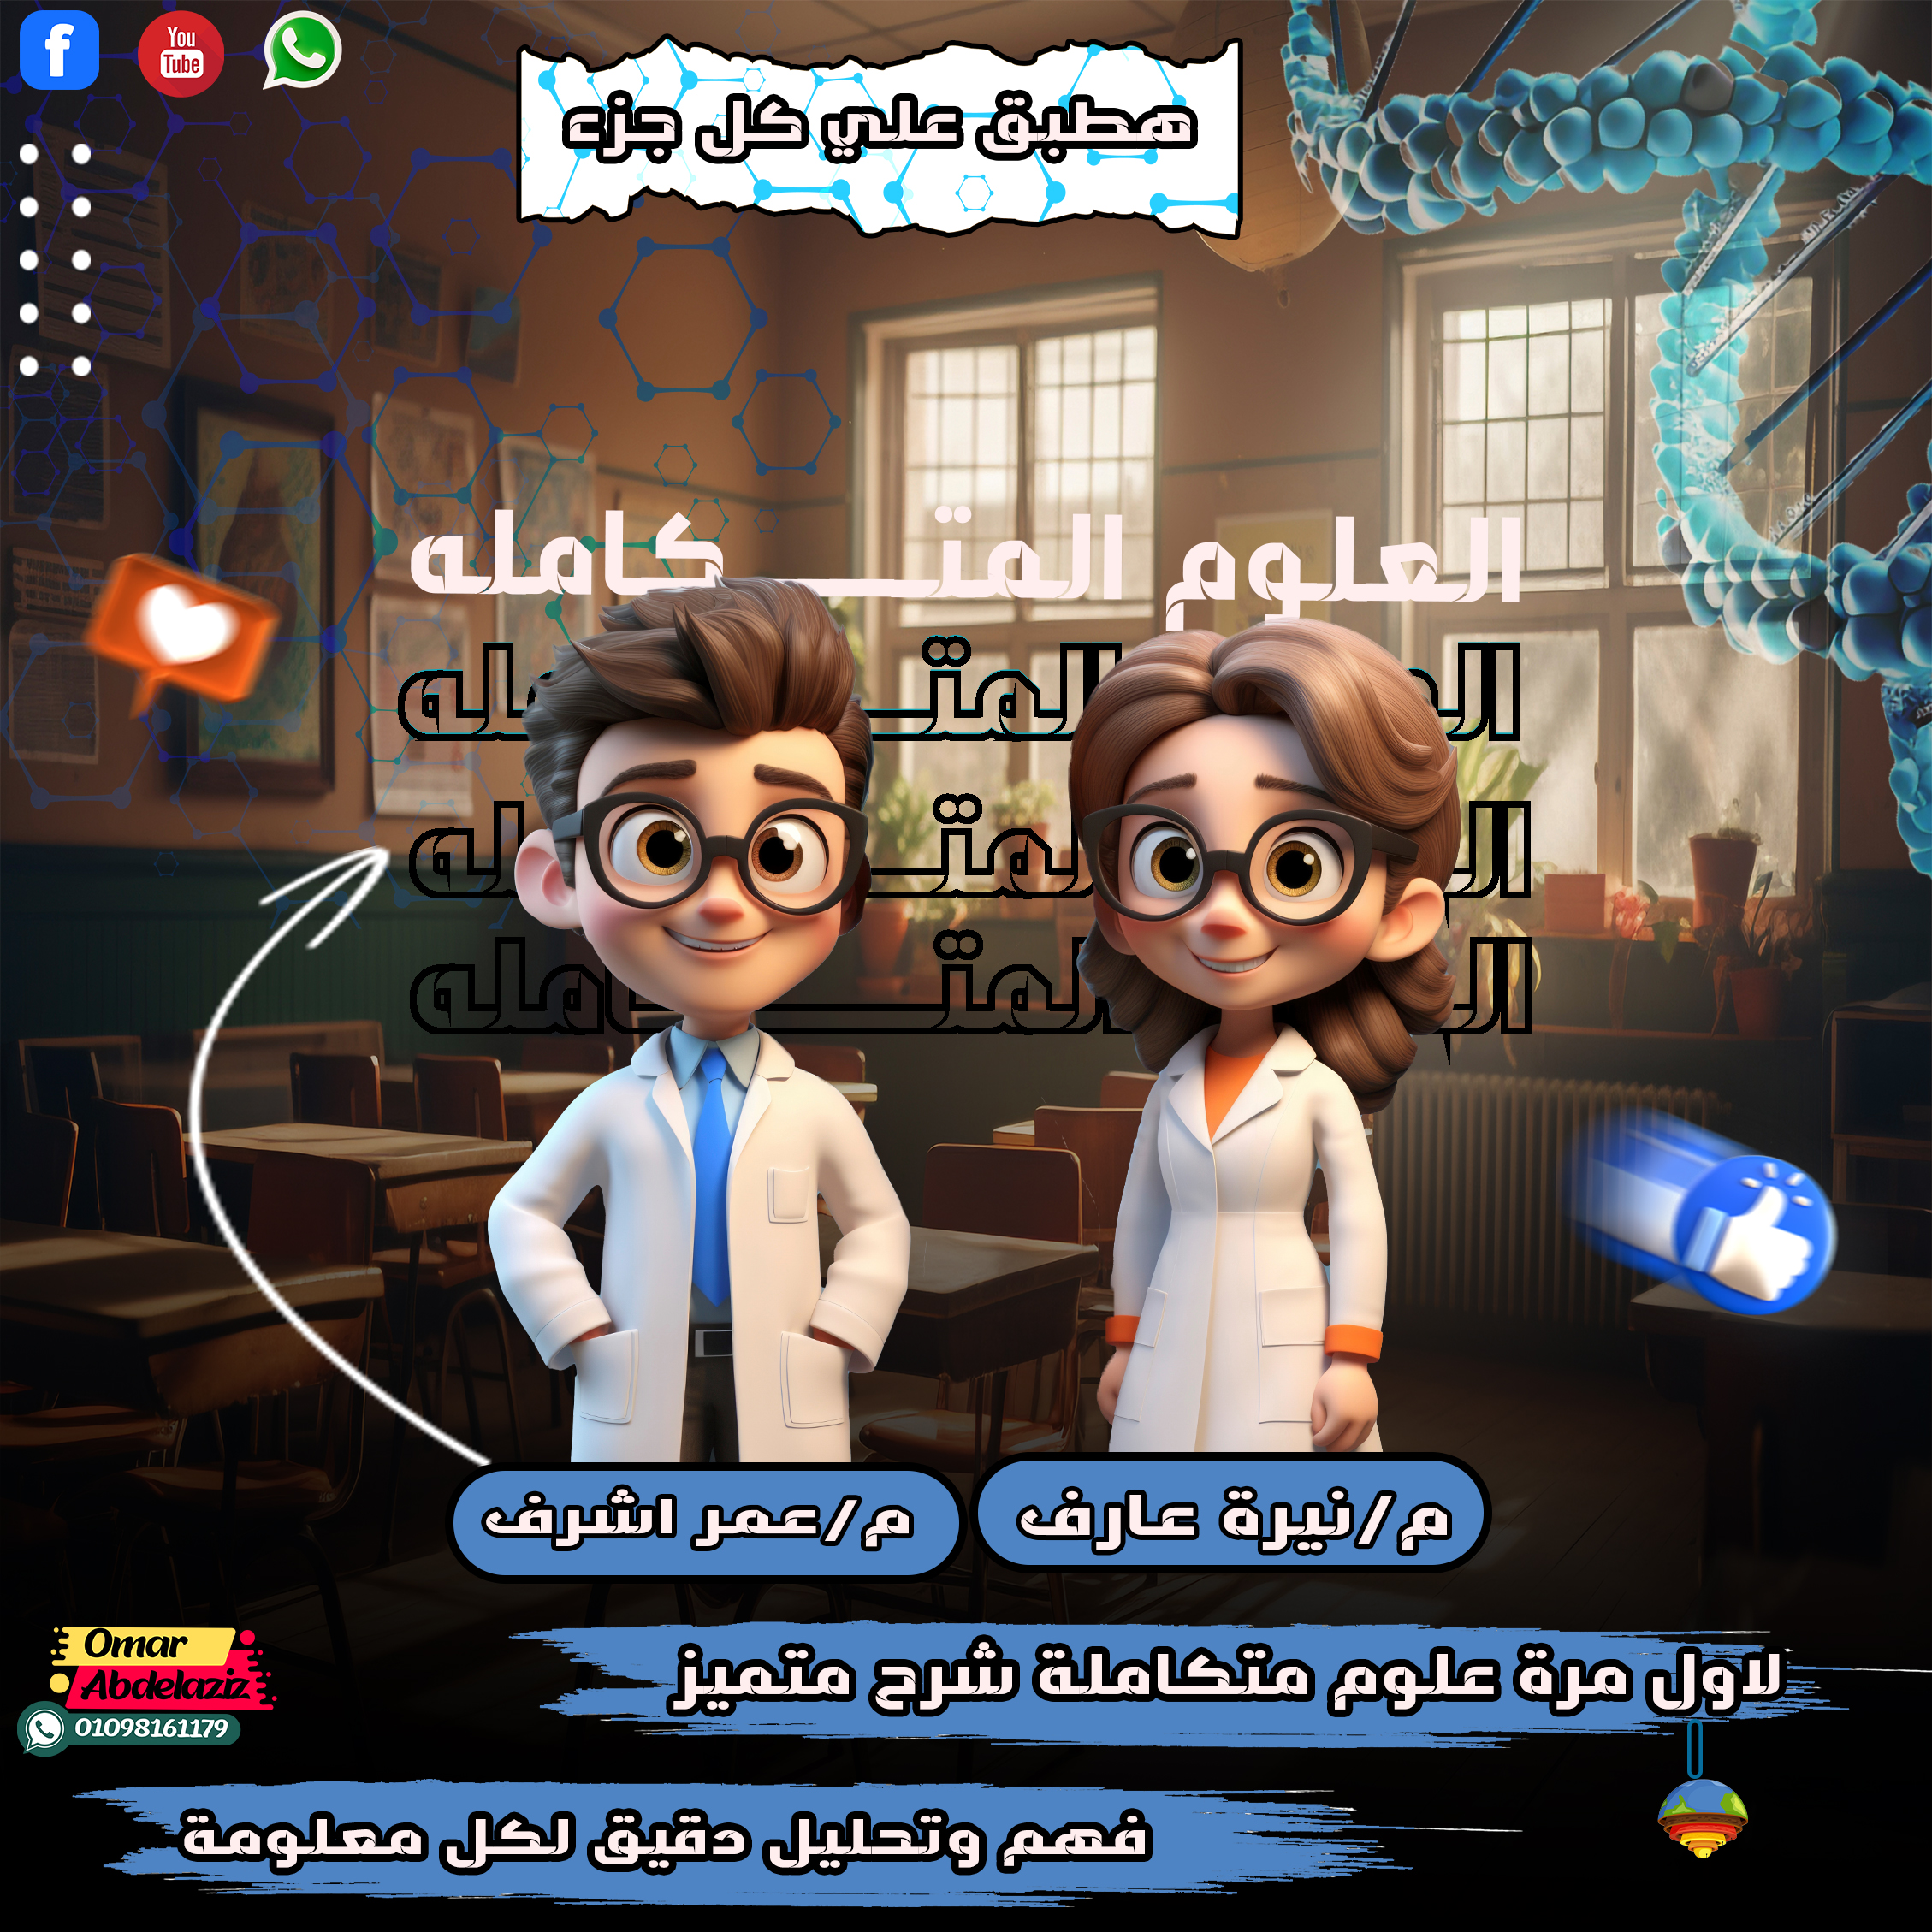 You
Tube
هطبق علي كل جزء
العلوم المتـــكامله
م/نيرة عارف
م/عمر اشرف
Omar
Abdelaziz
01098161179
لاول مرة علوم متكاملة شرح متميز
فهم وتحليل دقيق لكل معلومة